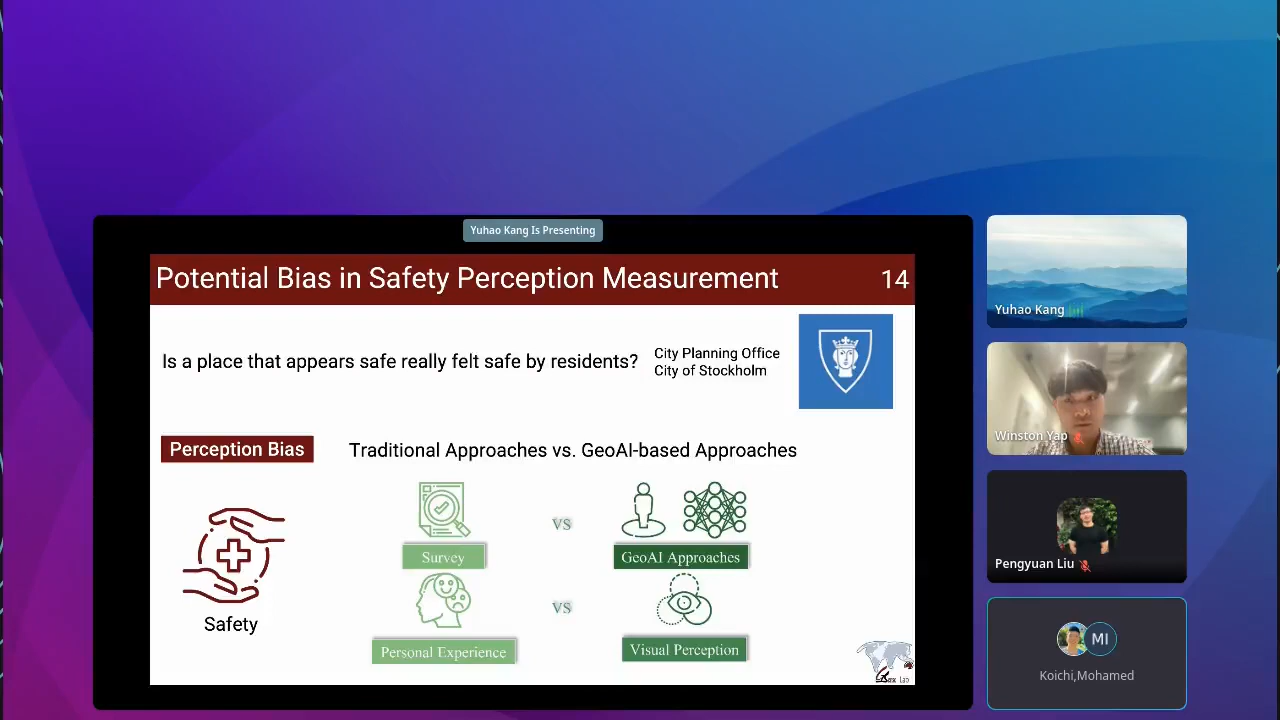 Yuhao Kang Is Presenting
Potential Bias in Safety Perception Measurement
14
Is a place that appears safe really felt safe by residents?
City Planning Office
City of Stockholm
Perception Bias
Traditional Approaches vs. GeoAI-based Approaches
VS
Survey
GeoAI Approaches
VS
Safety
Personal Experience
Visual Perception
Lab
Yuhao Kang
Winston Yap
Pengyuan Liu
MI
Koichi,Mohamed